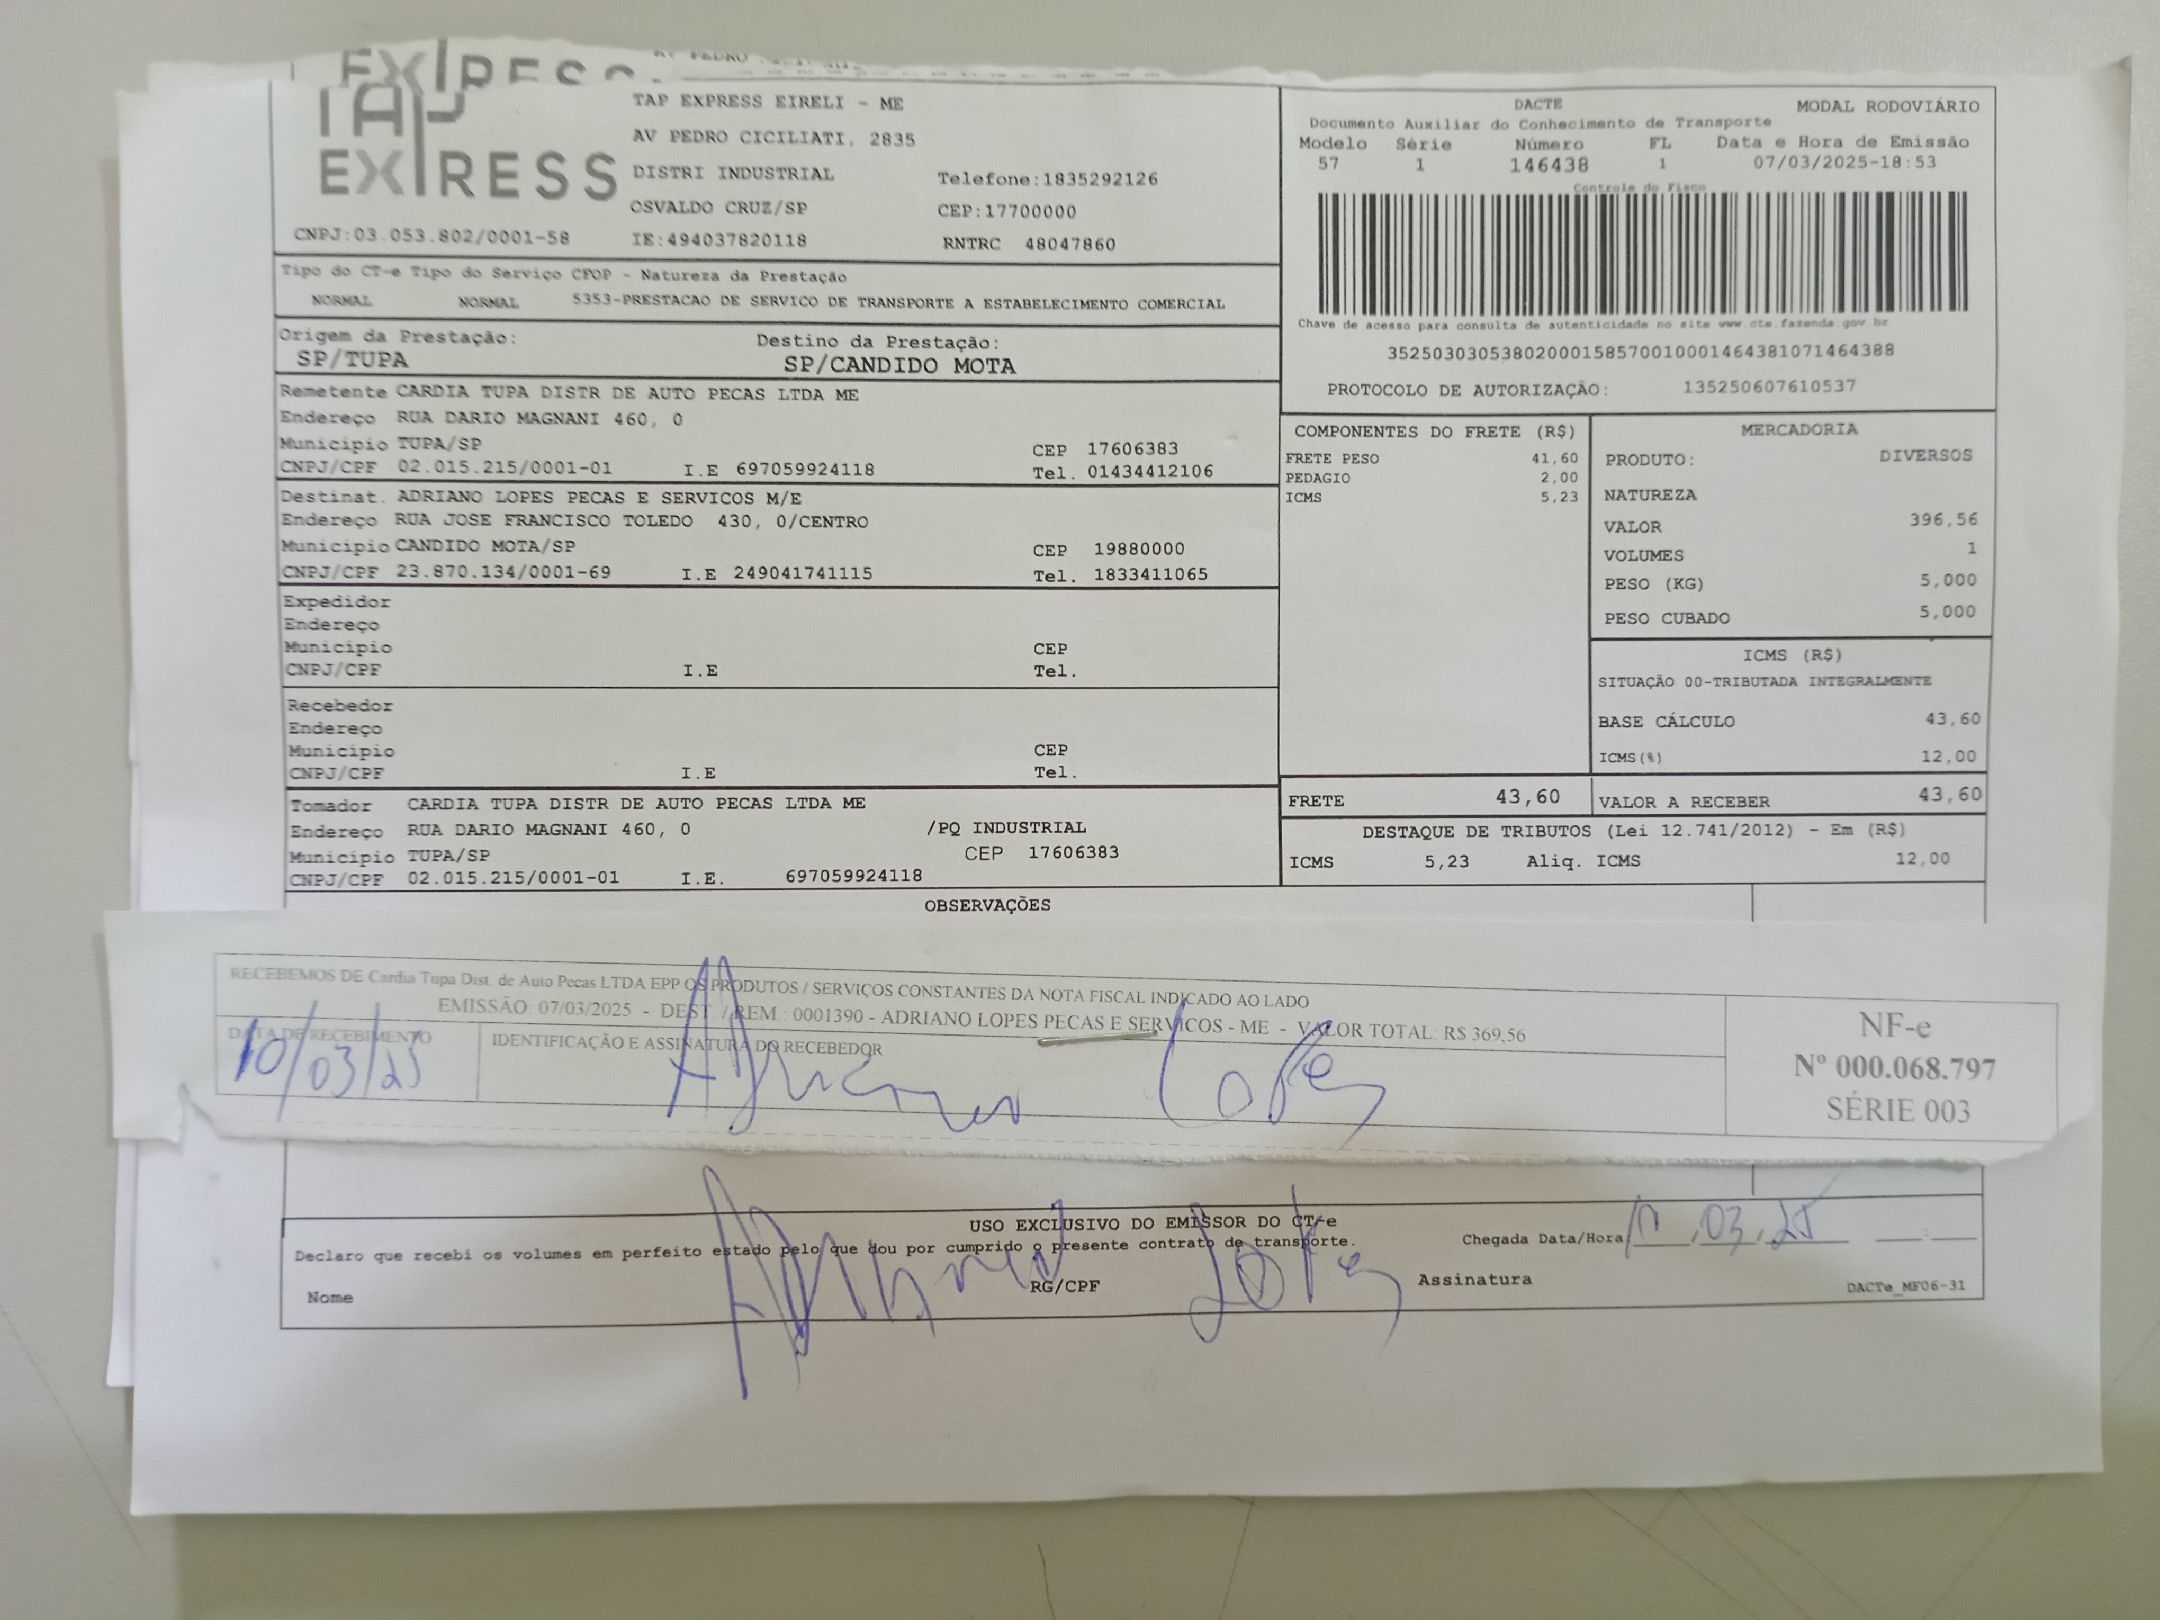 EXPRESS
TAP EXPRESS
TAP EXPRESS EIRELI - ME
AV PEDRO CICILIATI, 2835
DISTRI INDUSTRIAL Telefone:1835292126
OSVALDO CRUZ/SP CEP:17700000
CNPJ:03.053.802/0001-58 IE:494037820118 RNTRC 48047860
DACTE MODAL RODOVIÁRIO
Documento Auxiliar do Conhecimento de Transporte
Modelo Série Número FL Data e Hora de Emissão
57 1 146438 1 07/03/2025-18:53
Controle do Fisco
Chave de acesso para consulta de autenticidade no site www.cte.fazenda.gov.br
35250303053802000158570010001464381071464388
PROTOCOLO DE AUTORIZAÇÃO: 135250607610537
Tipo do CT-e Tipo do Serviço CFOP - Natureza da Prestação
NORMAL NORMAL 5353-PRESTACAO DE SERVICO DE TRANSPORTE A ESTABELECIMENTO COMERCIAL
Origem da Prestação: Destino da Prestação:
SP/TUPA SP/CANDIDO MOTA
Remetente CARDIA TUPA DISTR DE AUTO PECAS LTDA ME
Endereço RUA DARIO MAGNANI 460, 0
Municipio TUPA/SP CEP 17606383
CNPJ/CPF 02.015.215/0001-01 I.E 697059924118 Tel. 01434412106
Destinat. ADRIANO LOPES PECAS E SERVICOS M/E
Endereço RUA JOSE FRANCISCO TOLEDO 430, 0/CENTRO
Municipio CANDIDO MOTA/SP CEP 19880000
CNPJ/CPF 23.870.134/0001-69 I.E 249041741115 Tel. 1833411065
Expedidor
Endereço
Municipio CEP
CNPJ/CPF I.E Tel.
Recebedor
Endereço
Municipio CEP
CNPJ/CPF I.E Tel.
Tomador CARDIA TUPA DISTR DE AUTO PECAS LTDA ME
Endereço RUA DARIO MAGNANI 460, 0 /PQ INDUSTRIAL
Municipio TUPA/SP CEP 17606383
CNPJ/CPF 02.015.215/0001-01 I.E. 697059924118
COMPONENTES DO FRETE (R$)
FRETE PESO 41,60
PEDAGIO 2,00
ICMS 5,23
MERCADORIA
PRODUTO: DIVERSOS
NATUREZA
VALOR 396,56
VOLUMES 1
PESO (KG) 5,000
PESO CUBADO 5,000
ICMS (R$)
SITUAÇÃO 00-TRIBUTADA INTEGRALMENTE
BASE CÁLCULO 43,60
ICMS(%) 12,00
FRETE 43,60 VALOR A RECEBER 43,60
DESTAQUE DE TRIBUTOS (Lei 12.741/2012) - Em (R$)
ICMS 5,23 Aliq. ICMS 12,00
OBSERVAÇÕES
RECEBEMOS DE Cardia Tupa Dist. de Auto Pecas LTDA EPP OS PRODUTOS / SERVIÇOS CONSTANTES DA NOTA FISCAL INDICADO AO LADO
EMISSÃO: 07/03/2025 - DEST. / REM.: 0001390 - ADRIANO LOPES PECAS E SERVICOS - ME - VALOR TOTAL: R$ 369,56
DATA DE RECEBIMENTO IDENTIFICAÇÃO E ASSINATURA DO RECEBEDOR
10/03/25 Adriano Lopes
NF-e
Nº 000.068.797
SÉRIE 003
USO EXCLUSIVO DO EMISSOR DO CT-e
Declaro que recebi os volumes em perfeito estado pelo que dou por cumprido o presente contrato de transporte.
Chegada Data/Hora 10,03,25
Adriano Lopes
Nome RG/CPF Assinatura DACTe_MF06-31